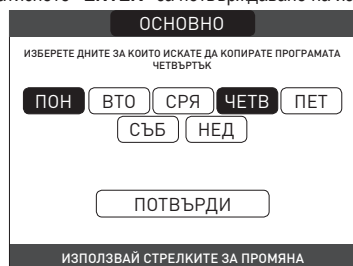 ОСНОВНО
ИЗБЕРЕТЕ ДНИТЕ ЗА КОИТО ИСКАТЕ ДА КОПИРАТЕ ПРОГРАМАТА
ЧЕТВЪРТЪК
ПОН ВТО СРЯ ЧЕТВ ПЕТ
СЪБ НЕД
ПОТВЪРДИ
ИЗПОЛЗВАЙ СТРЕЛКИТЕ ЗА ПРОМЯНА